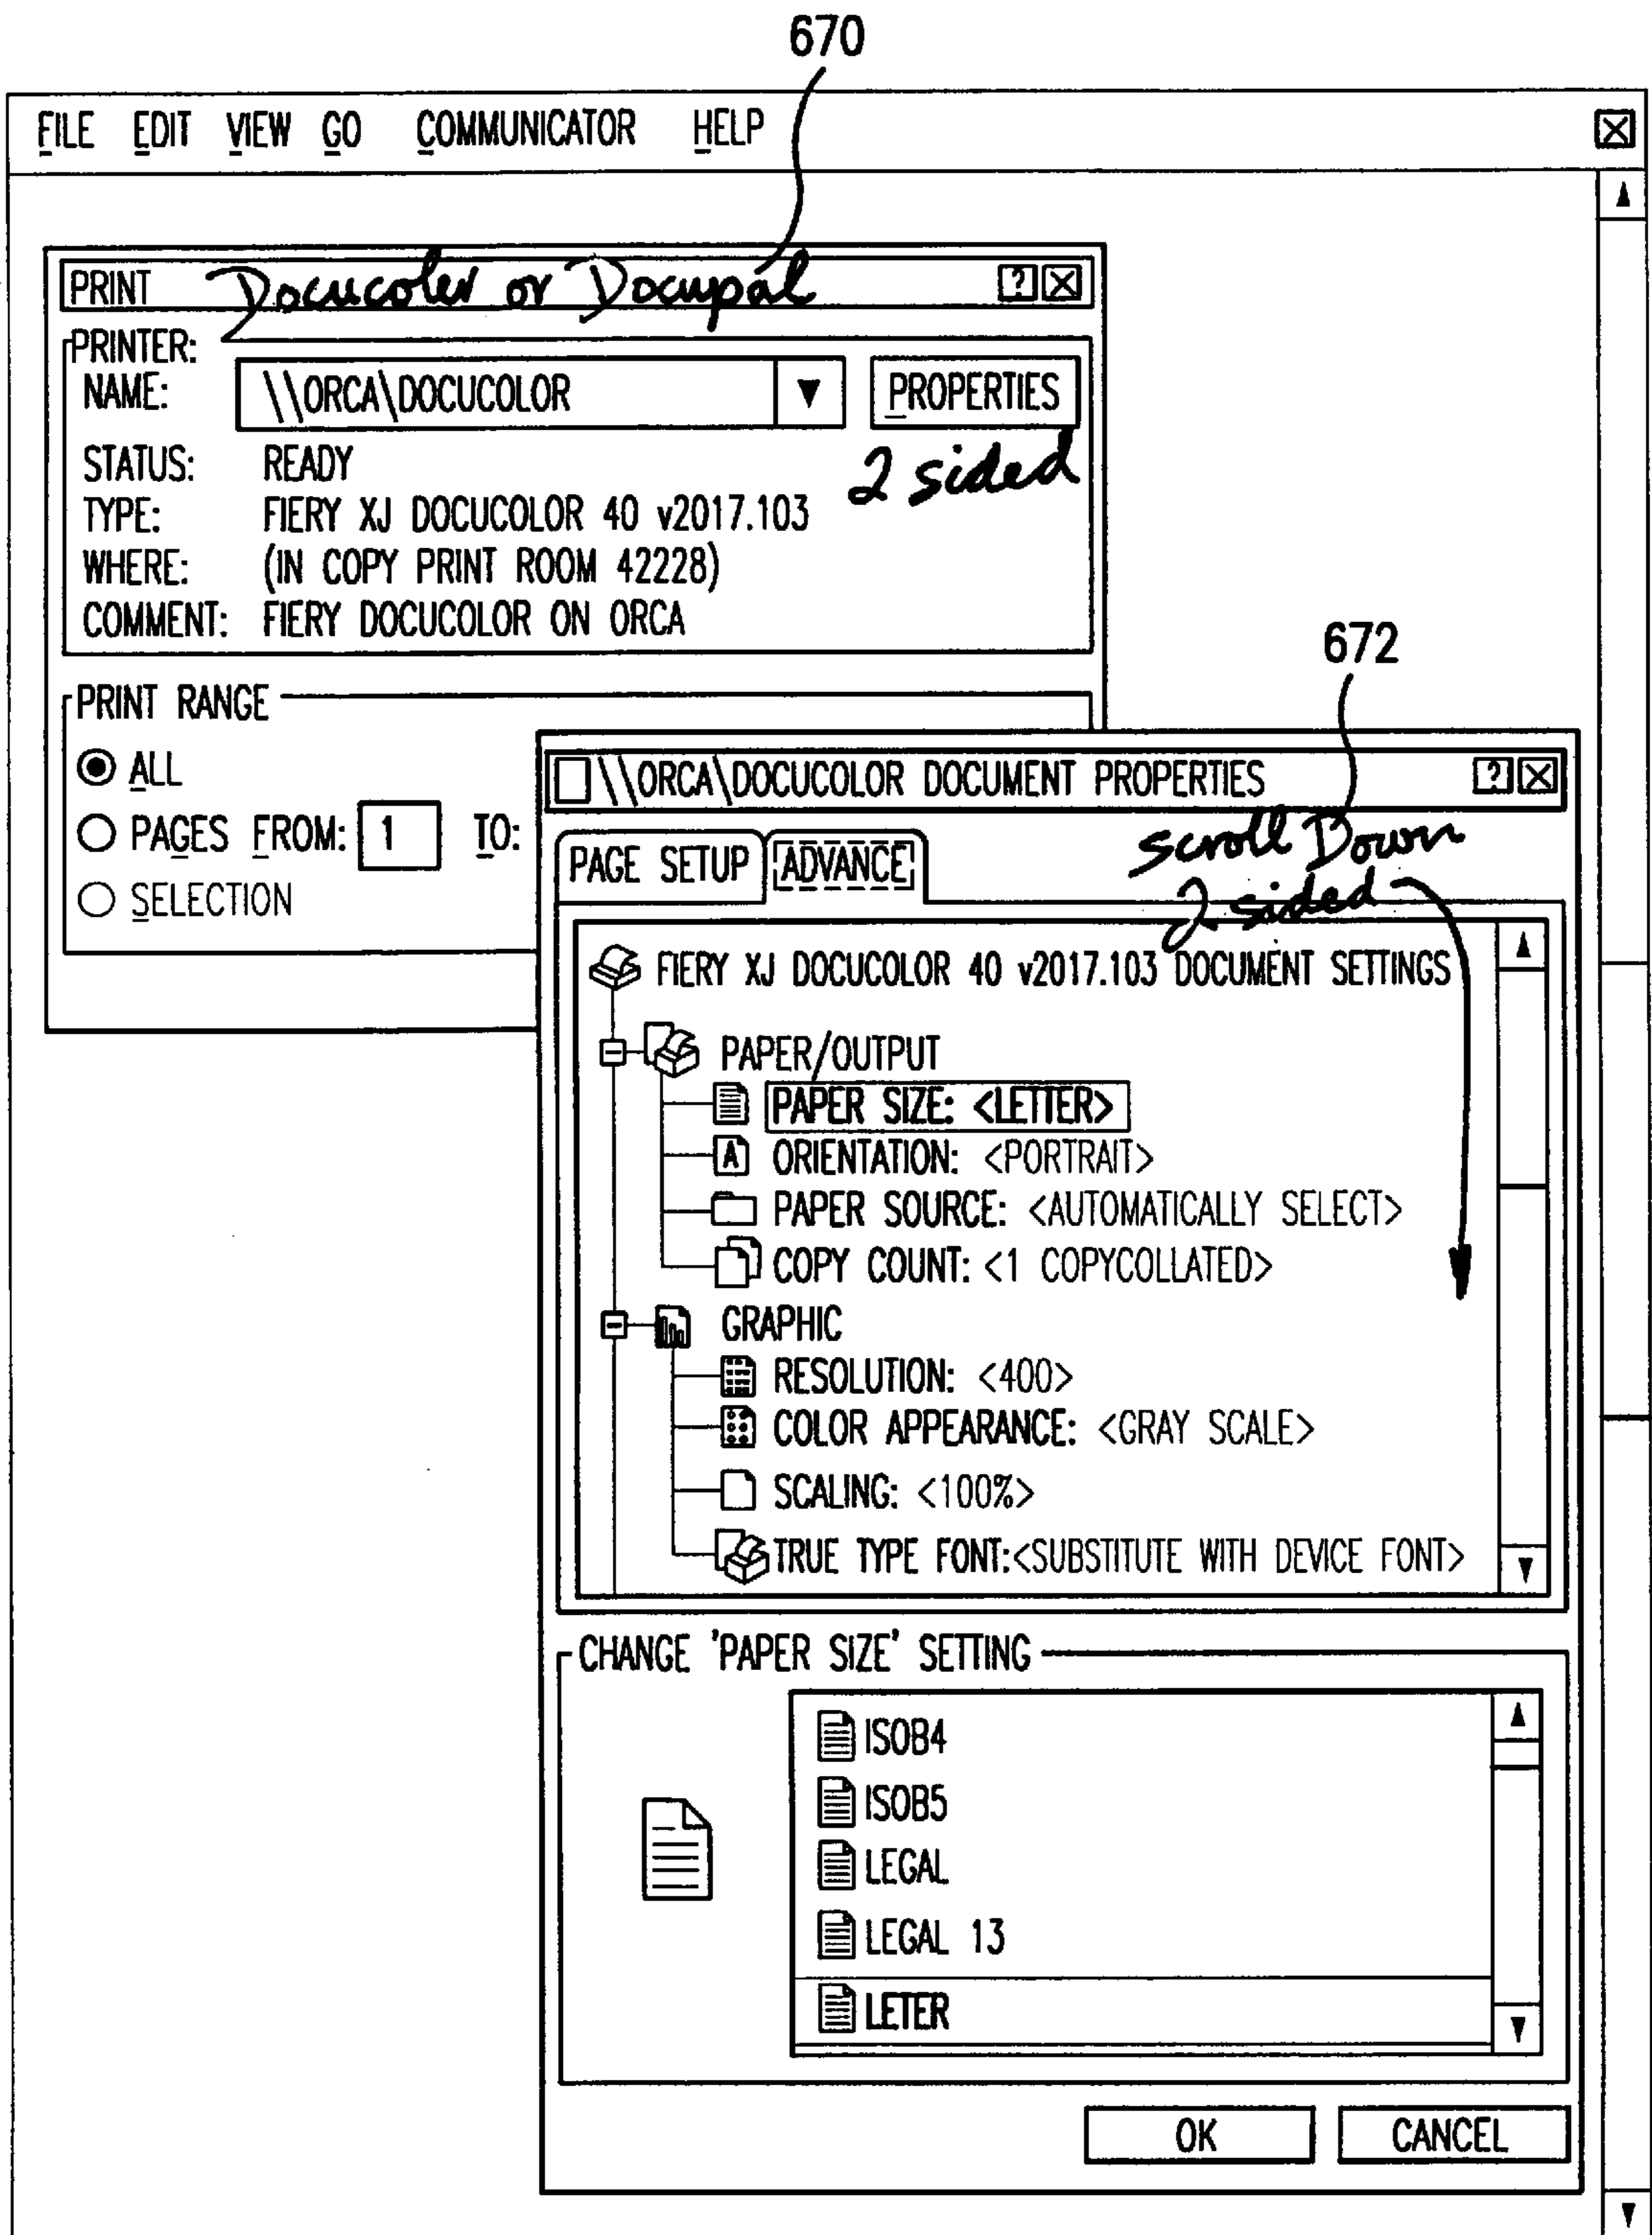 670
FILE EDIT VIEW GO COMMUNICATOR HELP
PRINT Docucoler or Docupal
PRINTER:
NAME: \\ORCA\DOCUCOLOR PROPERTIES
2 sided
STATUS: READY
TYPE: FIERY XJ DOCUCOLOR 40 v2017.103
WHERE: (IN COPY PRINT ROOM 42228)
COMMENT: FIERY DOCUCOLOR ON ORCA
672
PRINT RANGE
ALL
PAGES FROM: 1 TO:
SELECTION
\\ORCA\DOCUCOLOR DOCUMENT PROPERTIES
PAGE SETUP ADVANCE
scroll Down
2 sided
FIERY XJ DOCUCOLOR 40 v2017.103 DOCUMENT SETTINGS
PAPER/OUTPUT
PAPER SIZE: <LETTER>
A ORIENTATION: <PORTRAIT>
PAPER SOURCE: <AUTOMATICALLY SELECT>
COPY COUNT: <1 COPYCOLLATED>
GRAPHIC
RESOLUTION: <400>
COLOR APPEARANCE: <GRAY SCALE>
SCALING: <100%>
TRUE TYPE FONT:<SUBSTITUTE WITH DEVICE FONT>
CHANGE 'PAPER SIZE' SETTING
ISOB4
ISOB5
LEGAL
LEGAL 13
LETER
OK CANCEL